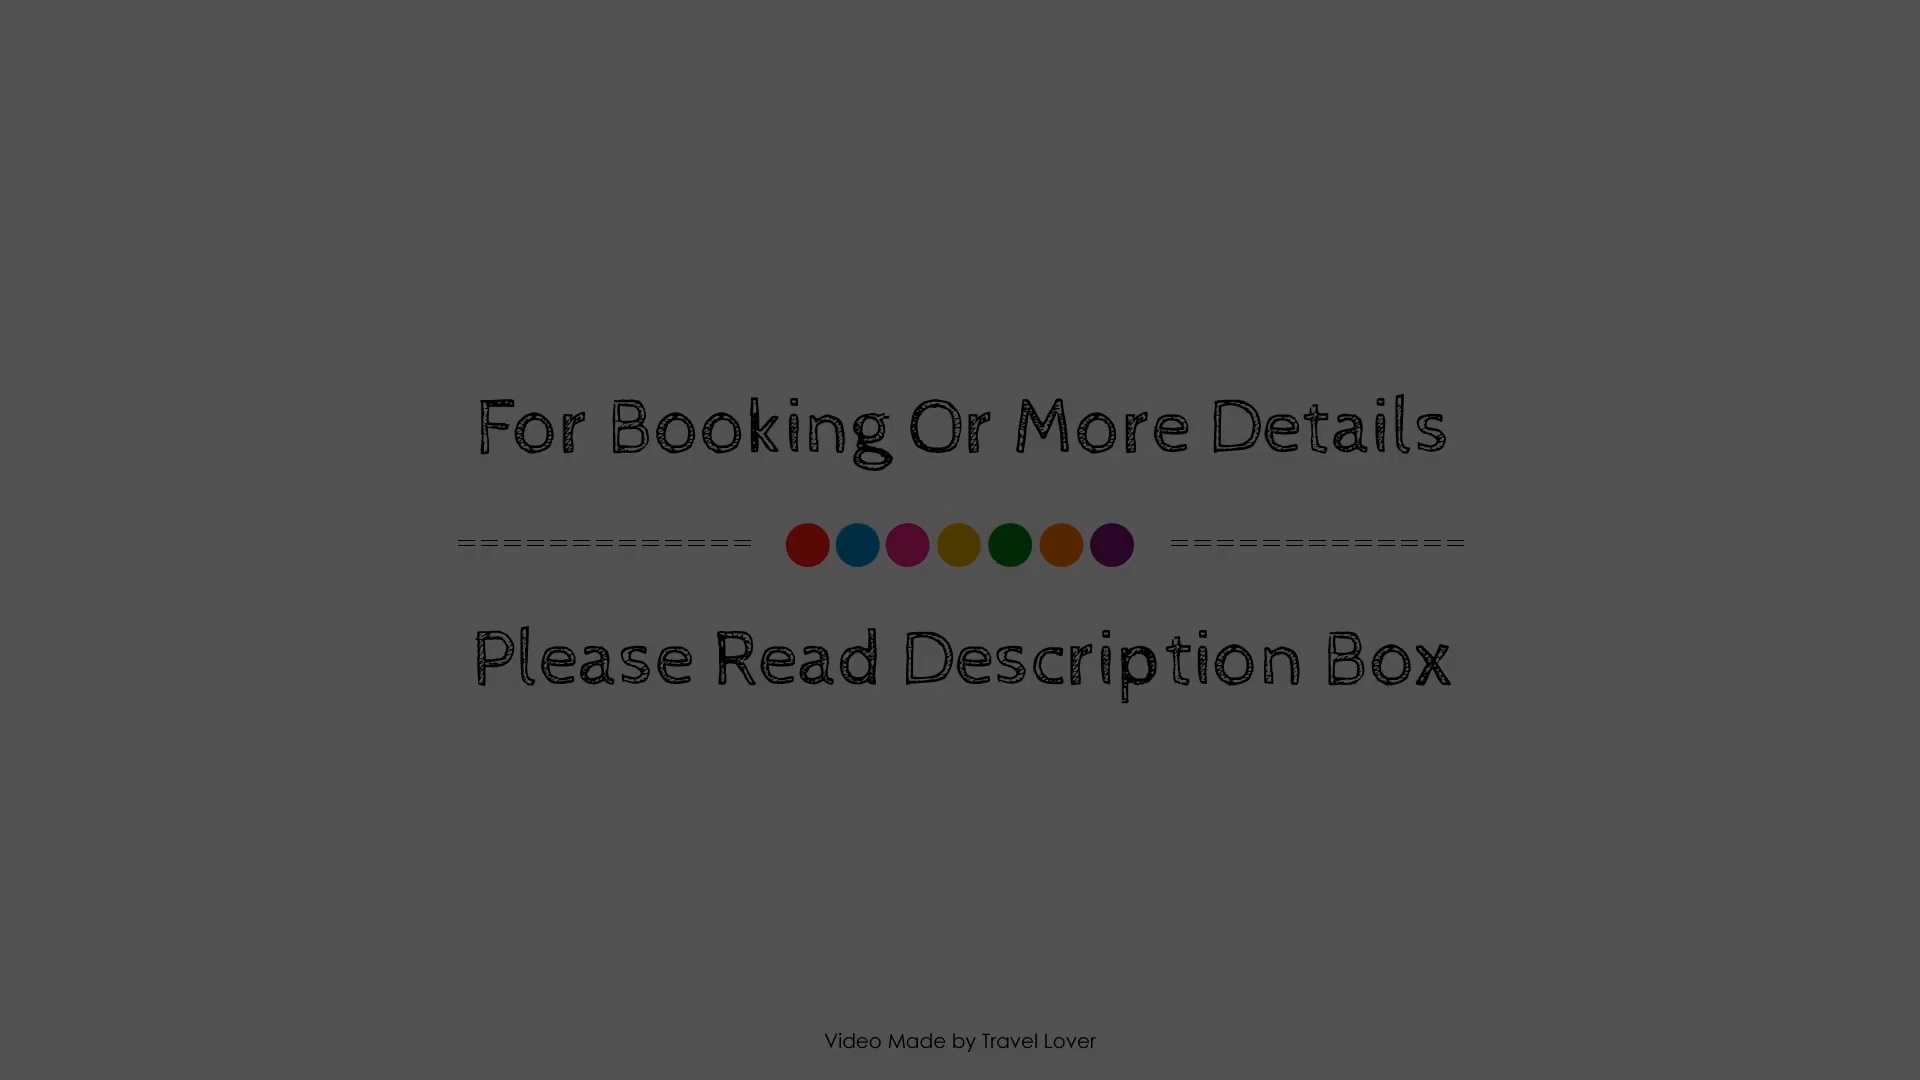 For Booking Or More Details
============= =============
Please Read Description Box
Video Made by Travel Lover